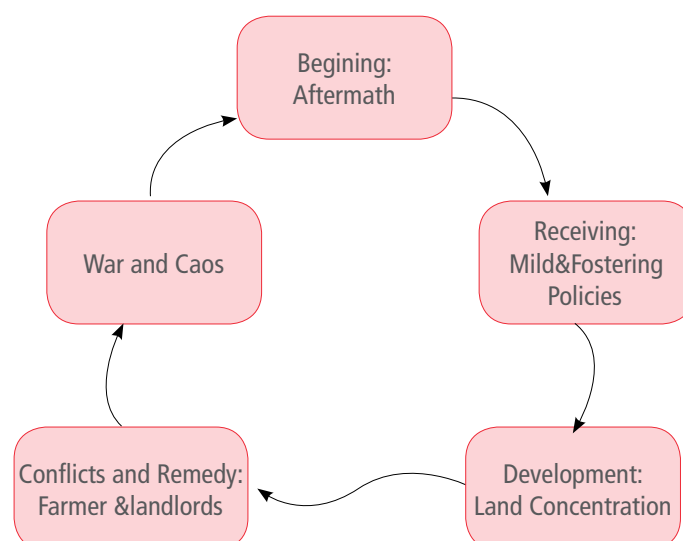 Begining:
Aftermath
Receiving:
Mild&Fostering
Policies
Development:
Land Concentration
Conflicts and Remedy:
Farmer &landlords
War and Caos